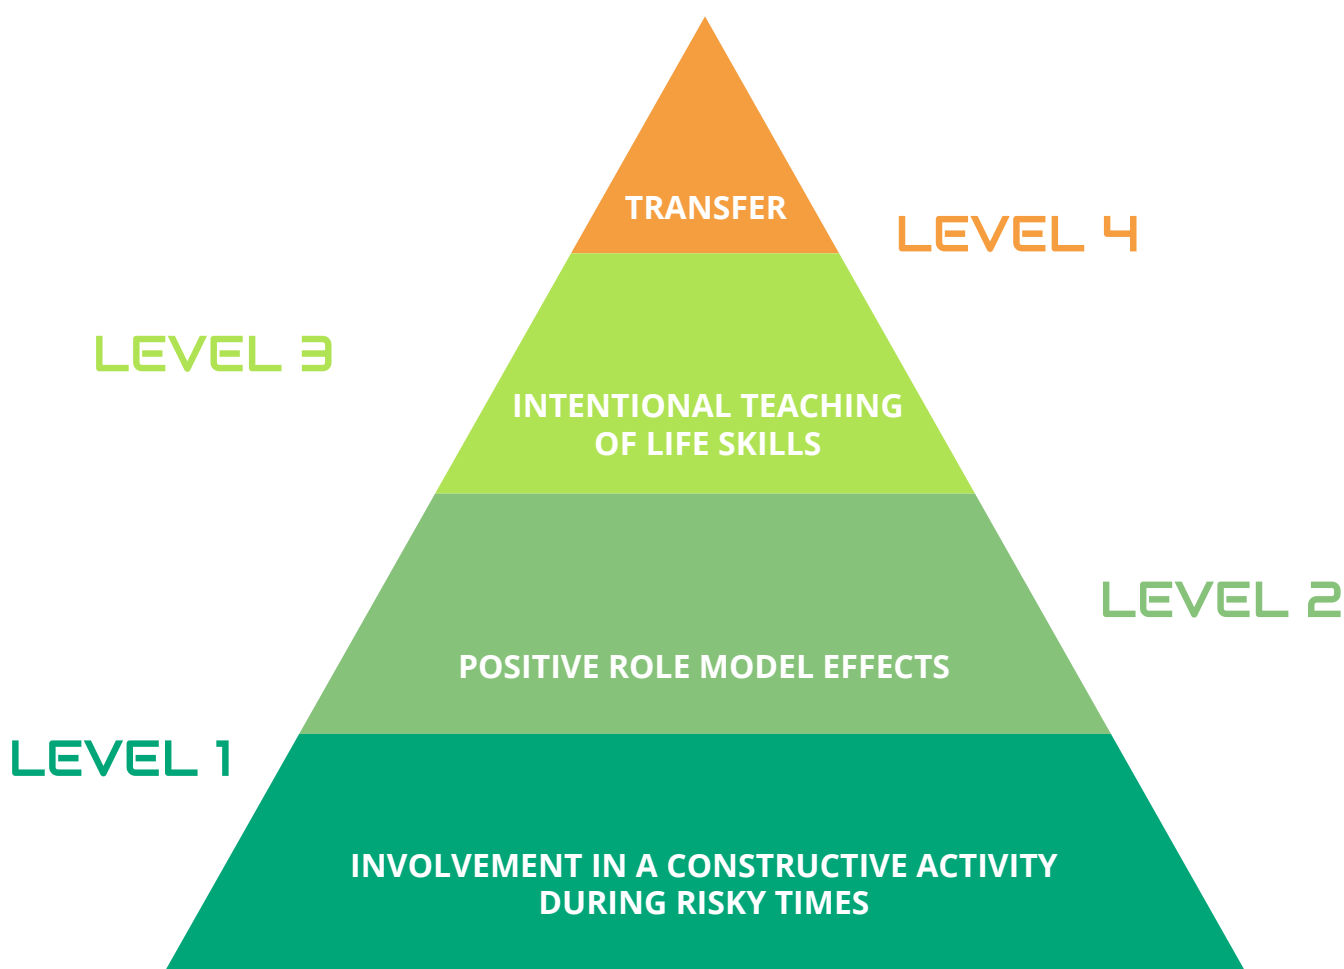 TRANSFER
LEVEL 4
LEVEL 3
INTENTIONAL TEACHING
OF LIFE SKILLS
LEVEL 2
POSITIVE ROLE MODEL EFFECTS
LEVEL 1
INVOLVEMENT IN A CONSTRUCTIVE ACTIVITY
DURING RISKY TIMES